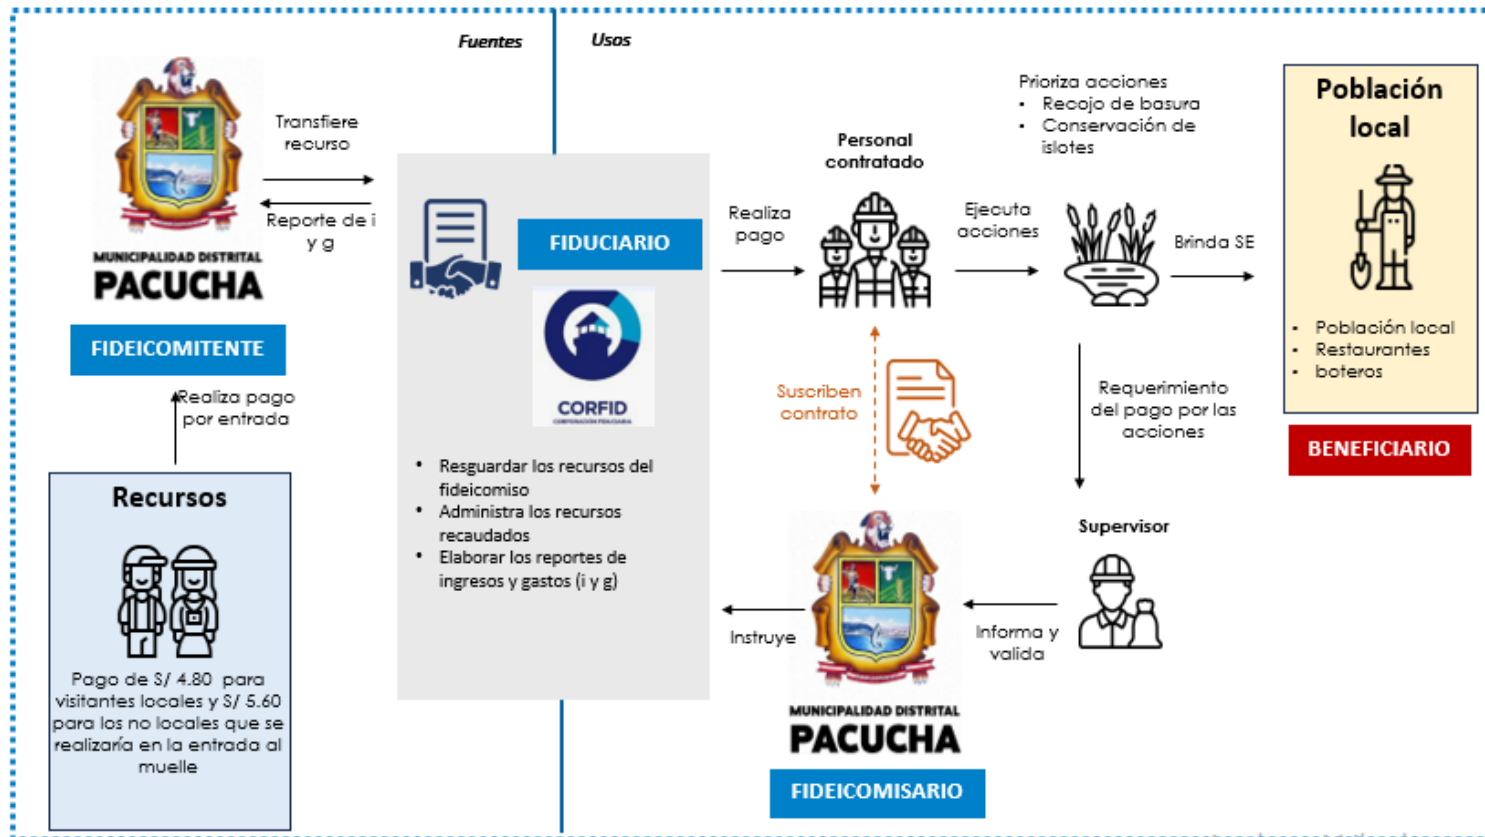 Fuentes
Usos
MUNICIPALIDAD DISTRITAL
PACUCHA
FIDEICOMITENTE
Transfiere
recurso
Reporte de i
y g
Realiza pago
por entrada
Recursos
Pago de S/ 4.80 para
visitantes locales y S/ 5.60
para los no locales que se
realizaría en la entrada al
muelle
FIDUCIARIO
CORFID
CORPORACIÓN FIDUCIARIA
• Resguardar los recursos del
fideicomiso
• Administra los recursos
recaudados
• Elaborar los reportes de
ingresos y gastos (i y g)
Realiza
pago
Personal
contratado
Ejecuta
acciones
Prioriza acciones
• Recojo de basura
• Conservación de
islotes
Brinda SE
Población
local
• Población local
• Restaurantes
• boteros
BENEFICIARIO
Suscriben
contrato
Requerimiento
del pago por las
acciones
Supervisor
Informa y
valida
Instruye
MUNICIPALIDAD DISTRITAL
PACUCHA
FIDEICOMISARIO